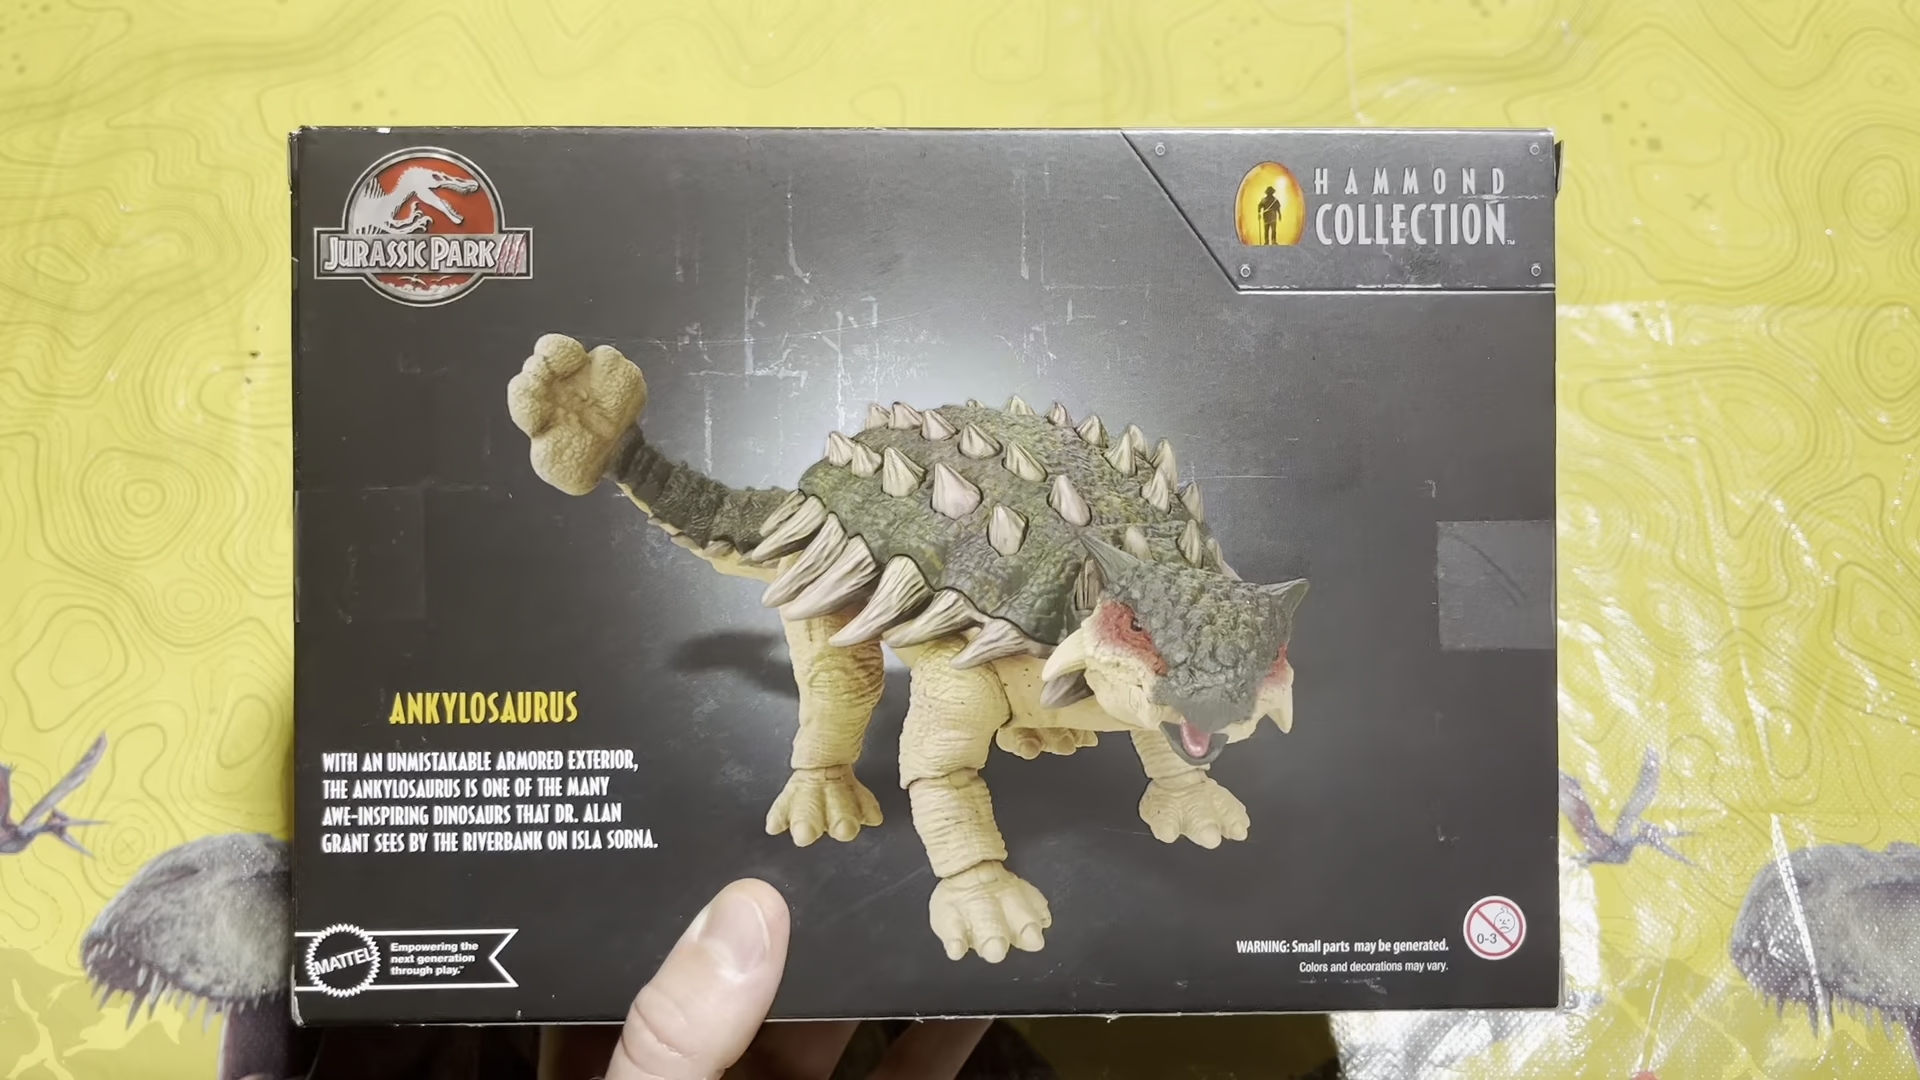 JURASSIC PARK III
HAMMOND
COLLECTION™
ANKYLOSAURUS
WITH AN UNMISTAKABLE ARMORED EXTERIOR,
THE ANKYLOSAURUS IS ONE OF THE MANY
AWE-INSPIRING DINOSAURS THAT DR. ALAN
GRANT SEES BY THE RIVERBANK ON ISLA SORNA.
MATTEL
Empowering the
next generation
through play.™
WARNING: Small parts may be generated.
Colors and decorations may vary.
0-3